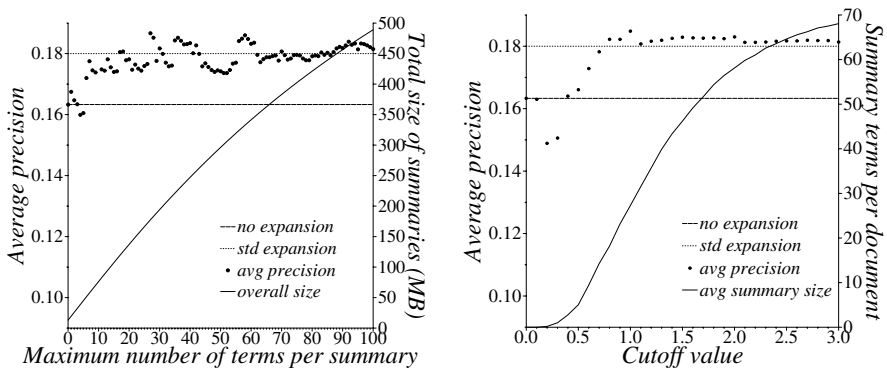 Average precision
0.18
0.16
0.14
0.12
0.10
500
450
400
350
300
250
200
150
100
50
0
Total size of summaries (MB)
no expansion
std expansion
avg precision
overall size
0 10 20 30 40 50 60 70 80 90 100
Maximum number of terms per summary
Average precision
0.18
0.16
0.14
0.12
0.10
70
60
50
40
30
20
10
0
Summary terms per document
no expansion
std expansion
avg precision
avg summary size
0.0 0.5 1.0 1.5 2.0 2.5 3.0
Cutoff value